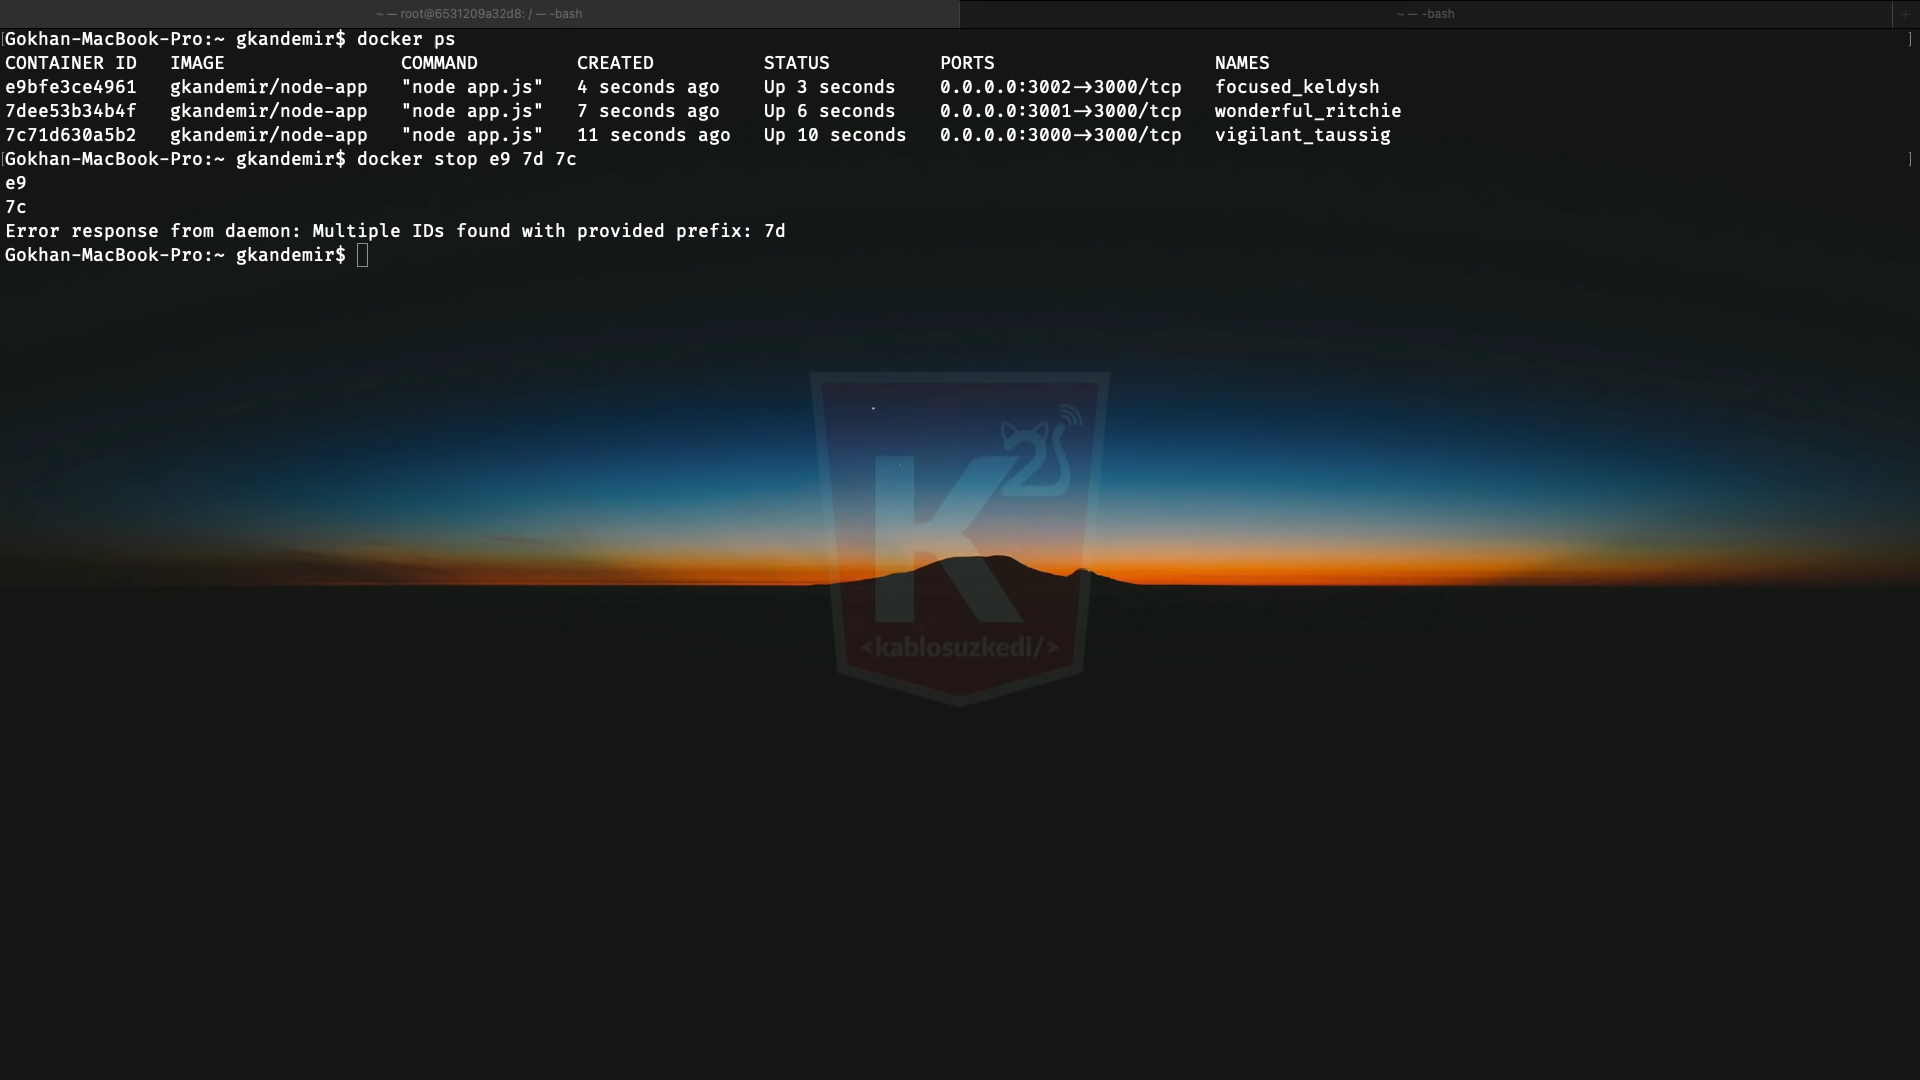 ~ — root@6531209a32d8: / — -bash
~ — -bash
+
Gokhan-MacBook-Pro:~ gkandemir$ docker ps
CONTAINER ID IMAGE COMMAND CREATED STATUS PORTS NAMES
e9bfe3ce4961 gkandemir/node-app "node app.js" 4 seconds ago Up 3 seconds 0.0.0.0:3002->3000/tcp focused_keldysh
7dee53b34b4f gkandemir/node-app "node app.js" 7 seconds ago Up 6 seconds 0.0.0.0:3001->3000/tcp wonderful_ritchie
7c71d630a5b2 gkandemir/node-app "node app.js" 11 seconds ago Up 10 seconds 0.0.0.0:3000->3000/tcp vigilant_taussig
Gokhan-MacBook-Pro:~ gkandemir$ docker stop e9 7d 7c
e9
7c
Error response from daemon: Multiple IDs found with provided prefix: 7d
Gokhan-MacBook-Pro:~ gkandemir$
K2
<kablosuzkedi/>